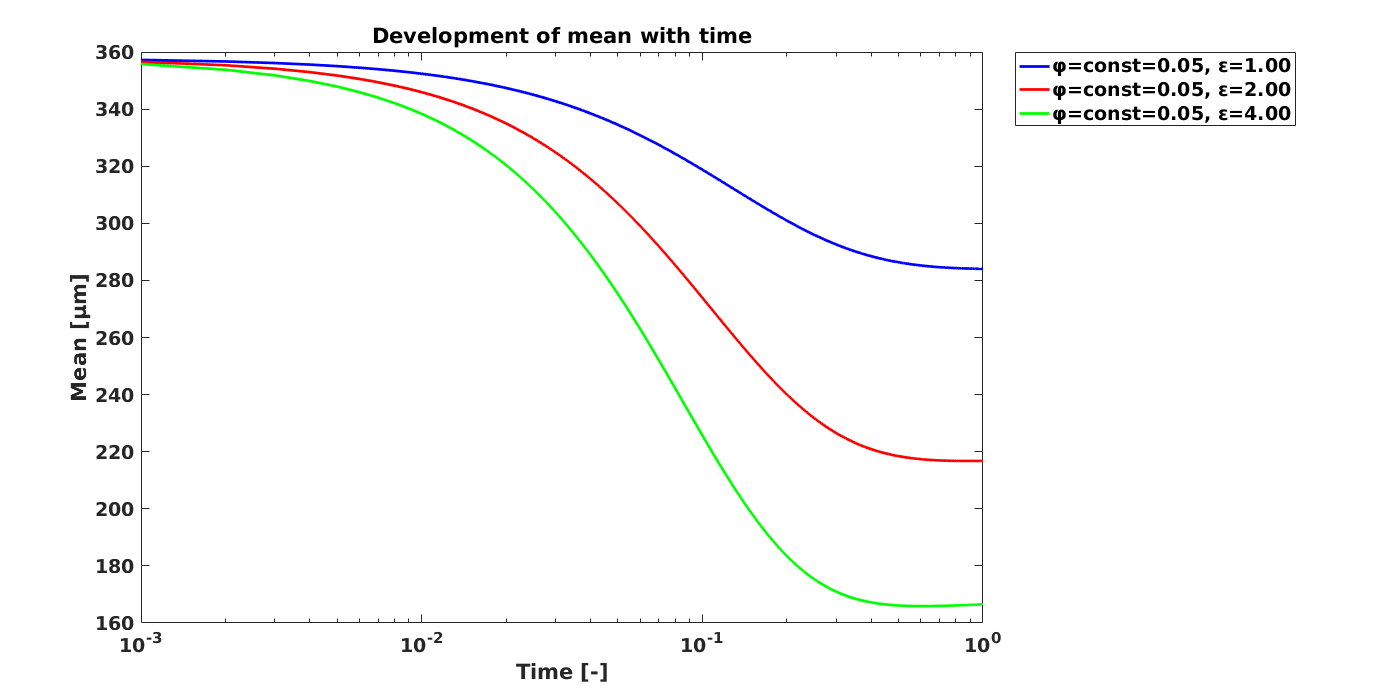 Development of mean with time
360
340
320
300
280
260
240
220
200
180
160
Mean [μm]
10^-3
10^-2
10^-1
10^0
Time [-]
φ=const=0.05, ε=1.00
φ=const=0.05, ε=2.00
φ=const=0.05, ε=4.00